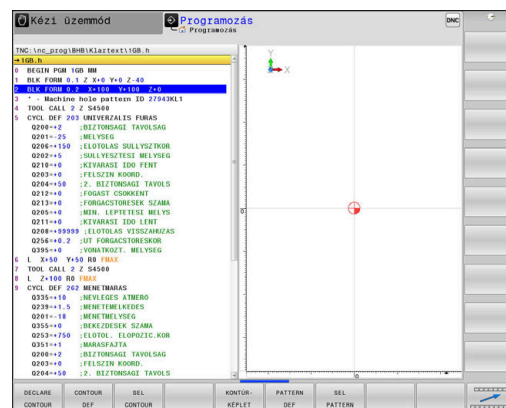 Kézi üzemmód
Programozás
Programozás
DNC
TNC:\nc_prog\BHB\Klartext\1GB.h
→1GB.h
0 BEGIN PGM 1GB MM
1 BLK FORM 0.1 Z X+0 Y+0 Z-40
2 BLK FORM 0.2 X+100 Y+100 Z+0
3 * - Machine hole pattern ID 27943KL1
4 TOOL CALL 2 Z S4500
5 CYCL DEF 203 UNIVERZALIS FURAS
Q200=+2 ;BIZTONSAGI TAVOLSAG
Q201=-25 ;MELYSEG
Q206=+150 ;ELOTOLAS SULLYSZTKOR
Q202=+5 ;SULLYESZTESI MELYSEG
Q210=+0 ;KIVARASI IDO FENT
Q203=+0 ;FELSZIN KOORD.
Q204=+50 ;2. BIZTONSAGI TAVOLS
Q212=+0 ;FOGAST CSOKKENT
Q213=+0 ;FORGACSTORESEK SZAMA
Q205=+0 ;MIN. LEPTETESI MELYS
Q211=+0 ;KIVARASI IDO LENT
Q208=+99999 ;ELOTOLAS VISSZAHUZAS
Q256=+0.2 ;UT FORGACSTORESKOR
Q395=+0 ;VONATKOZT. MELYSEG
6 L X+50 Y+50 R0 FMAX
7 TOOL CALL 2 Z S4500
8 L Z+100 R0 FMAX
9 CYCL DEF 262 MENETMARAS
Q335=+10 ;NEVLEGES ATMERO
Q239=+1.5 ;MENETEMELKEDES
Q201=-18 ;MENETMELYSEG
Q355=+0 ;BEKEZDESEK SZAMA
Q253=+750 ;ELOTOL. ELOPOZIC.KOR
Q351=+1 ;MARASFAJTA
Q200=+2 ;BIZTONSAGI TAVOLSAG
Q203=+0 ;FELSZIN KOORD.
Q204=+50 ;2. BIZTONSAGI TAVOLS
Y
X
0
0
DECLARE CONTOUR
CONTOUR DEF
SEL CONTOUR
KONTÚR- KÉPLET
PATTERN DEF
SEL PATTERN